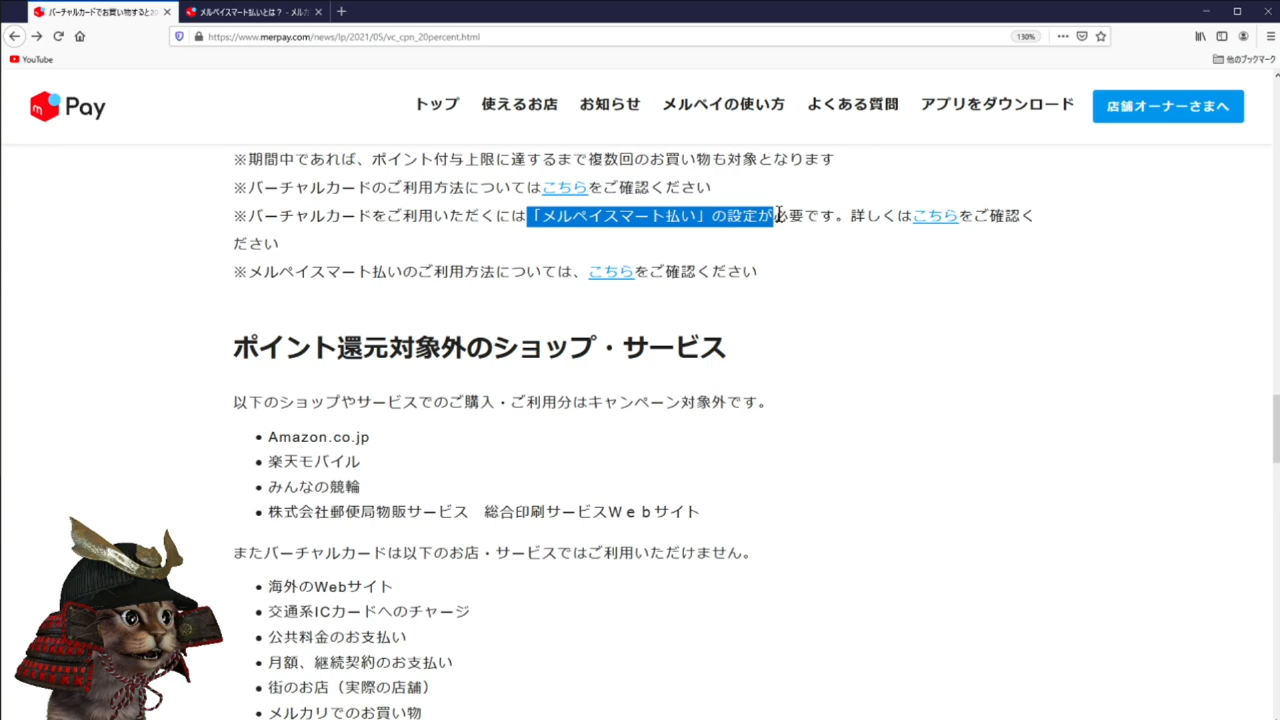 バーチャルカードでお買い物すると20
メルペイスマート払いとは？ - メルカ
https://www.merpay.com/news/lp/2021/05/vc_cpn_20percent.html
130%
YouTube
他のブックマーク
m Pay
トップ 使えるお店 お知らせ メルペイの使い方 よくある質問 アプリをダウンロード 店舗オーナーさまへ
※期間中であれば、ポイント付与上限に達するまで複数回のお買い物も対象となります
※バーチャルカードのご利用方法についてはこちらをご確認ください
※バーチャルカードをご利用いただくには「メルペイスマート払い」の設定が必要です。詳しくはこちらをご確認く
ださい
※メルペイスマート払いのご利用方法については、こちらをご確認ください
ポイント還元対象外のショップ・サービス
以下のショップやサービスでのご購入・ご利用分はキャンペーン対象外です。
• Amazon.co.jp
• 楽天モバイル
• みんなの競輪
• 株式会社郵便局物販サービス　総合印刷サービスＷｅｂサイト
またバーチャルカードは以下のお店・サービスではご利用いただけません。
• 海外のWebサイト
• 交通系ICカードへのチャージ
• 公共料金のお支払い
• 月額、継続契約のお支払い
• 街のお店（実際の店舗）
• メルカリでのお買い物